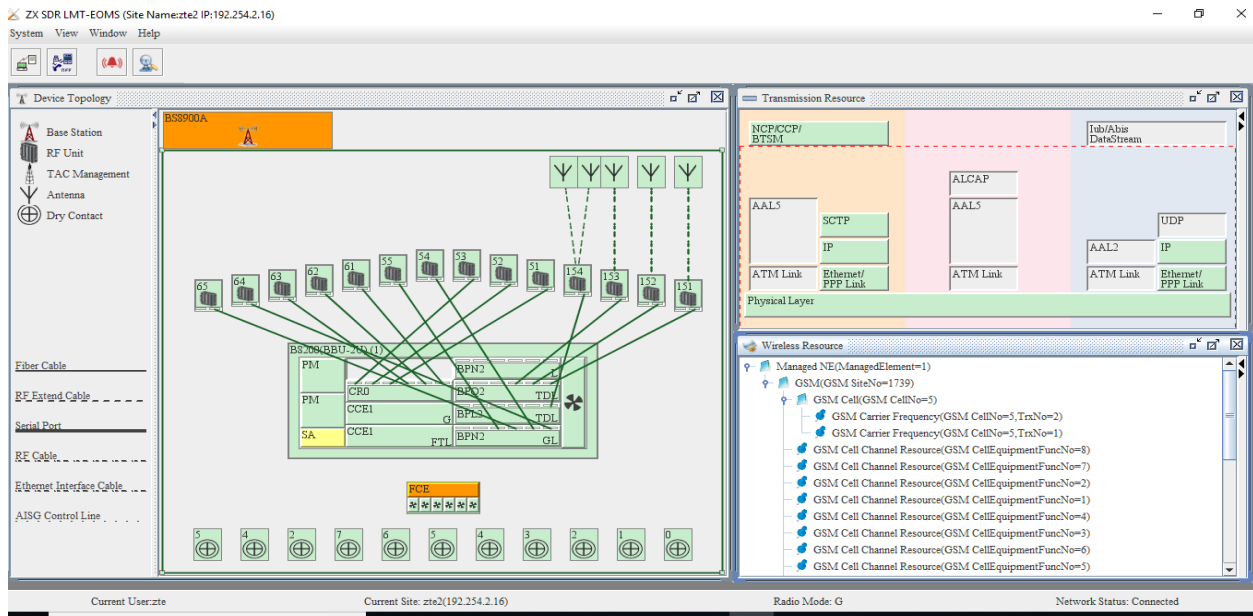 ZX SDR LMT-EOMS (Site Name:zte2 IP:192.254.2.16)
System View Window Help
OFF
Device Topology
Base Station
RF Unit
TAC Management
Antenna
Dry Contact
Fiber Cable
RF Extend Cable
Serial Port
RF Cable
Ethernet Interface Cable
AISG Control Line
BS8900A
65 64 63 62 61 55 54 53 52 51 154 153 152 151
B8200(BBU-2U) (1)
PM
PM
SA
CR0
CCE1
G
CCE1
FTL
BPN2
L
TDL
BPL2
TDL
BPN2
GL
FCE
5 4 2 7 6 5 4 3 2 1 0
Transmission Resource
NCP/CCP/
BTSM
Iub/Abis
DataStream
ALCAP
AAL5
SCTP
AAL5
UDP
IP
AAL2
IP
ATM Link
Ethernet/
PPP Link
ATM Link
ATM Link
Ethernet/
PPP Link
Physical Layer
Wireless Resource
Managed NE(ManagedElement=1)
GSM(GSM SiteNo=1739)
GSM Cell(GSM CellNo=5)
GSM Carrier Frequency(GSM CellNo=5,TrxNo=2)
GSM Carrier Frequency(GSM CellNo=5,TrxNo=1)
GSM Cell Channel Resource(GSM CellEquipmentFuncNo=8)
GSM Cell Channel Resource(GSM CellEquipmentFuncNo=7)
GSM Cell Channel Resource(GSM CellEquipmentFuncNo=2)
GSM Cell Channel Resource(GSM CellEquipmentFuncNo=1)
GSM Cell Channel Resource(GSM CellEquipmentFuncNo=4)
GSM Cell Channel Resource(GSM CellEquipmentFuncNo=3)
GSM Cell Channel Resource(GSM CellEquipmentFuncNo=6)
GSM Cell Channel Resource(GSM CellEquipmentFuncNo=5)
Current User:zte
Current Site: zte2(192.254.2.16)
Radio Mode: G
Network Status: Connected